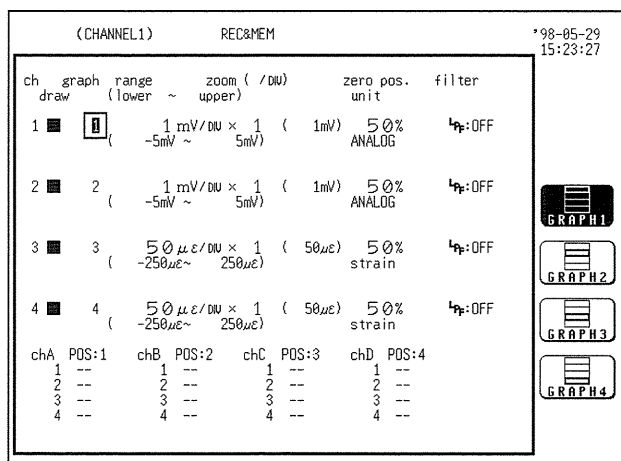 (CHANNEL1) REC&MEM '98-05-29
15:23:27
ch graph range zoom ( /DIV) zero pos. filter
draw (lower ~ upper) unit
1 1 1 mV/DIV × 1 ( 1mV) 50% LPF:OFF
( -5mV ~ 5mV) ANALOG
2 2 1 mV/DIV × 1 ( 1mV) 50% LPF:OFF
( -5mV ~ 5mV) ANALOG
3 3 50 με/DIV × 1 ( 50με) 50% LPF:OFF
( -250με~ 250με) strain
4 4 50 με/DIV × 1 ( 50με) 50% LPF:OFF
( -250με~ 250με) strain
chA POS:1 chB POS:2 chC POS:3 chD POS:4
1 -- 1 -- 1 -- 1 --
2 -- 2 -- 2 -- 2 --
3 -- 3 -- 3 -- 3 --
4 -- 4 -- 4 -- 4 --
GRAPH1
GRAPH2
GRAPH3
GRAPH4